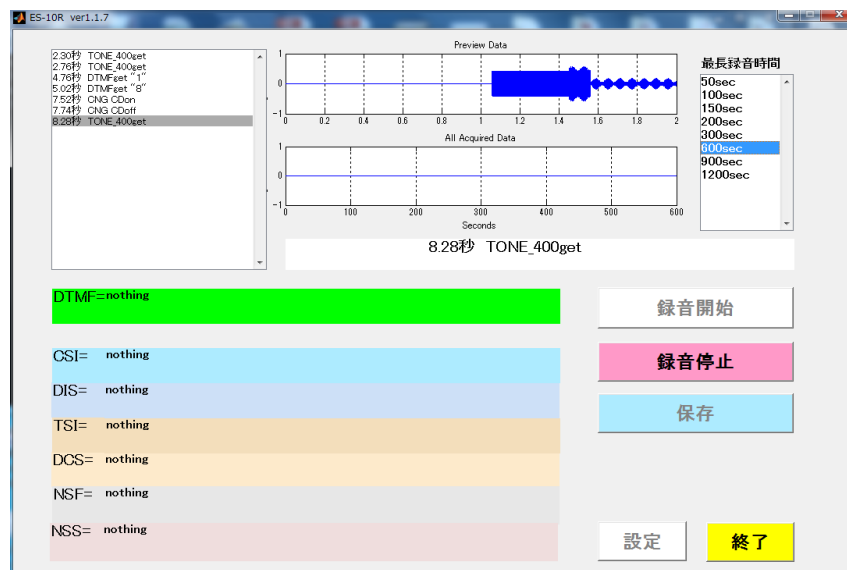 ES-10R ver1.1.7
2.30秒 TONE_400get
2.76秒 TONE_400get
4.76秒 DTMFget "1"
5.02秒 DTMFget "8"
7.52秒 CNG CDon
7.74秒 CNG CDoff
8.28秒 TONE_400get
Preview Data
1
0
-1
0 0.2 0.4 0.6 0.8 1 1.2 1.4 1.6 1.8 2
All Acquired Data
1
0
-1
0 100 200 300 400 500 600
Seconds
最長録音時間
50sec
100sec
150sec
200sec
300sec
600sec
900sec
1200sec
8.28秒 TONE_400get
DTMF=nothing
録音開始
CSI= nothing
録音停止
DIS= nothing
保存
TSI= nothing
DCS= nothing
NSF= nothing
NSS= nothing
設定
終了